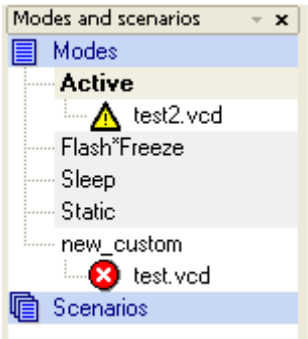 Modes and scenarios
Modes
Active
test2.vcd
Flash*Freeze
Sleep
Static
new_custom
test.vcd
Scenarios